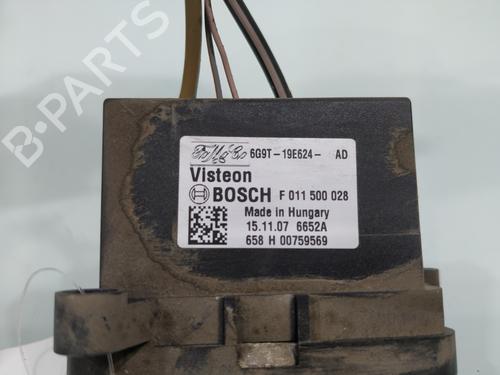 B-PARTS
6G9T-19E624- AD
Visteon
BOSCH F 011 500 028
Made in Hungary
15.11.07 6652A
658 H 00759569